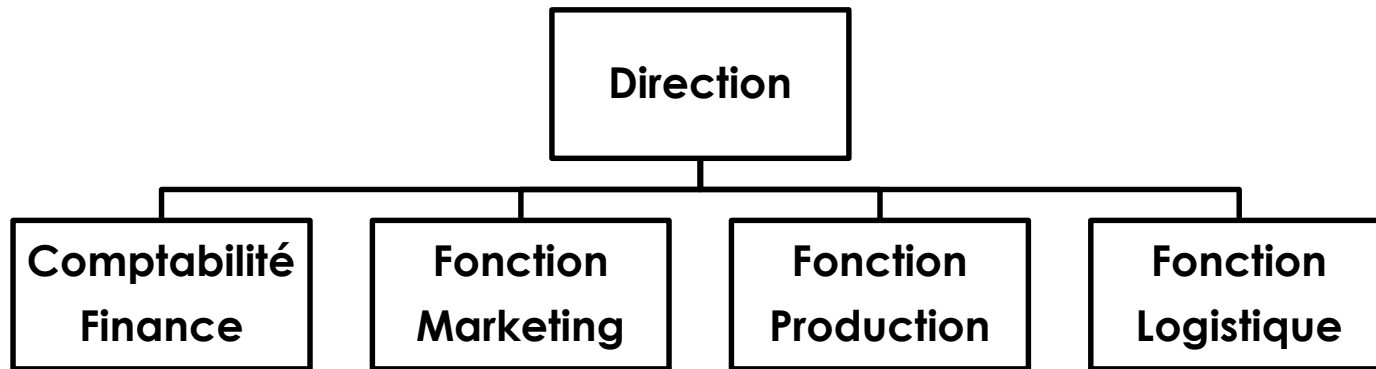 Direction
Comptabilité
Finance
Fonction
Marketing
Fonction
Production
Fonction
Logistique